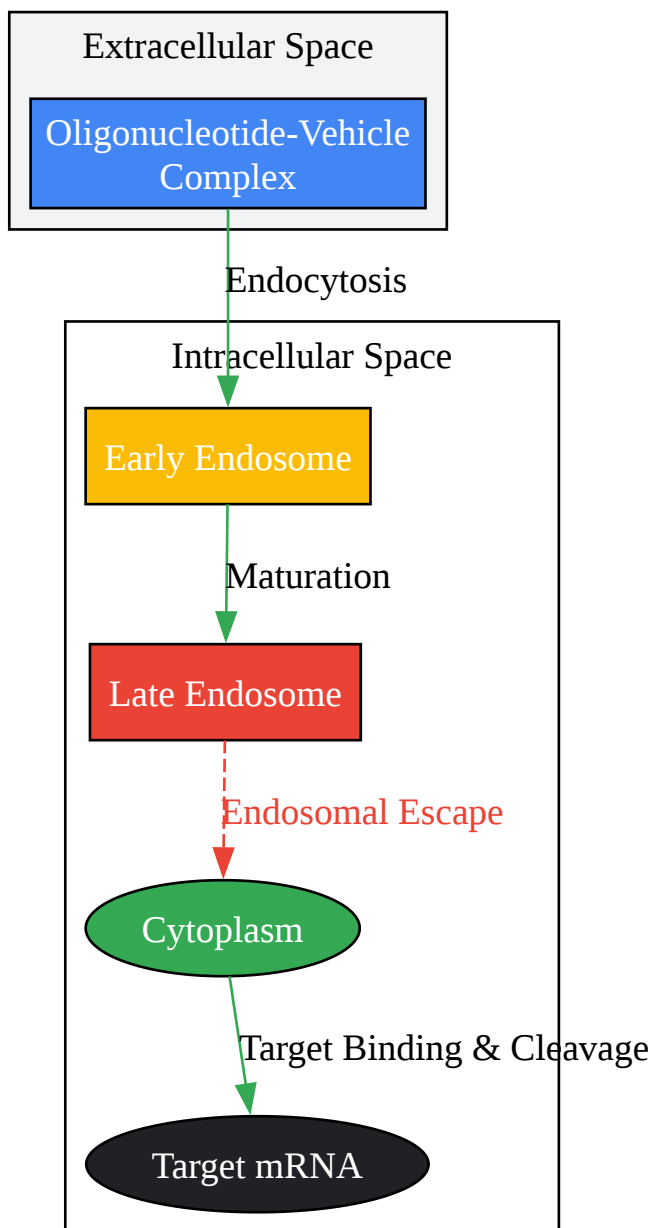 Extracellular Space
Oligonucleotide-Vehicle
Complex
Endocytosis
Intracellular Space
Early Endosome
Maturation
Late Endosome
Endosomal Escape
Cytoplasm
Target Binding & Cleavage
Target mRNA